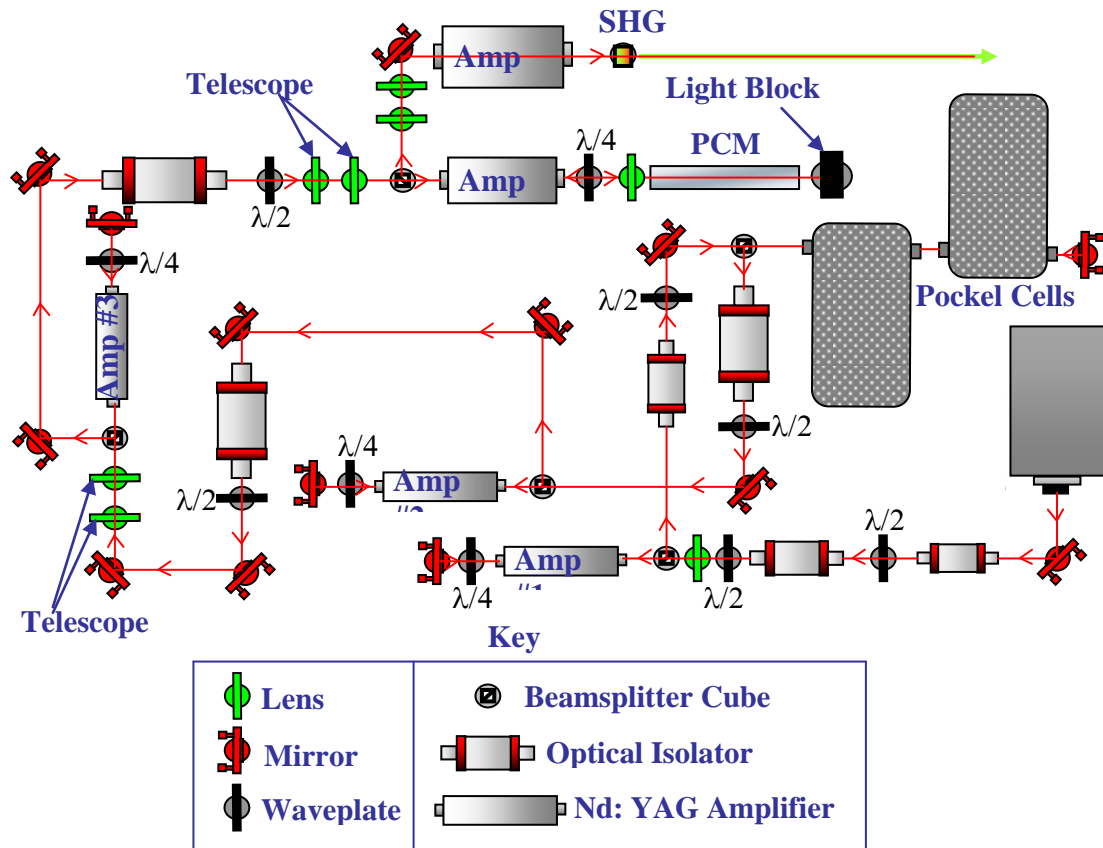 SHG
Amp
Telescope
Light Block
λ/4
PCM
Amp
λ/2
λ/4
Pockel Cells
λ/2
Amp #3
λ/2
λ/4
Amp
λ/2
λ/2
Amp
λ/4
λ/2
Telescope
Key
Lens
Beamsplitter Cube
Mirror
Optical Isolator
Waveplate
Nd: YAG Amplifier